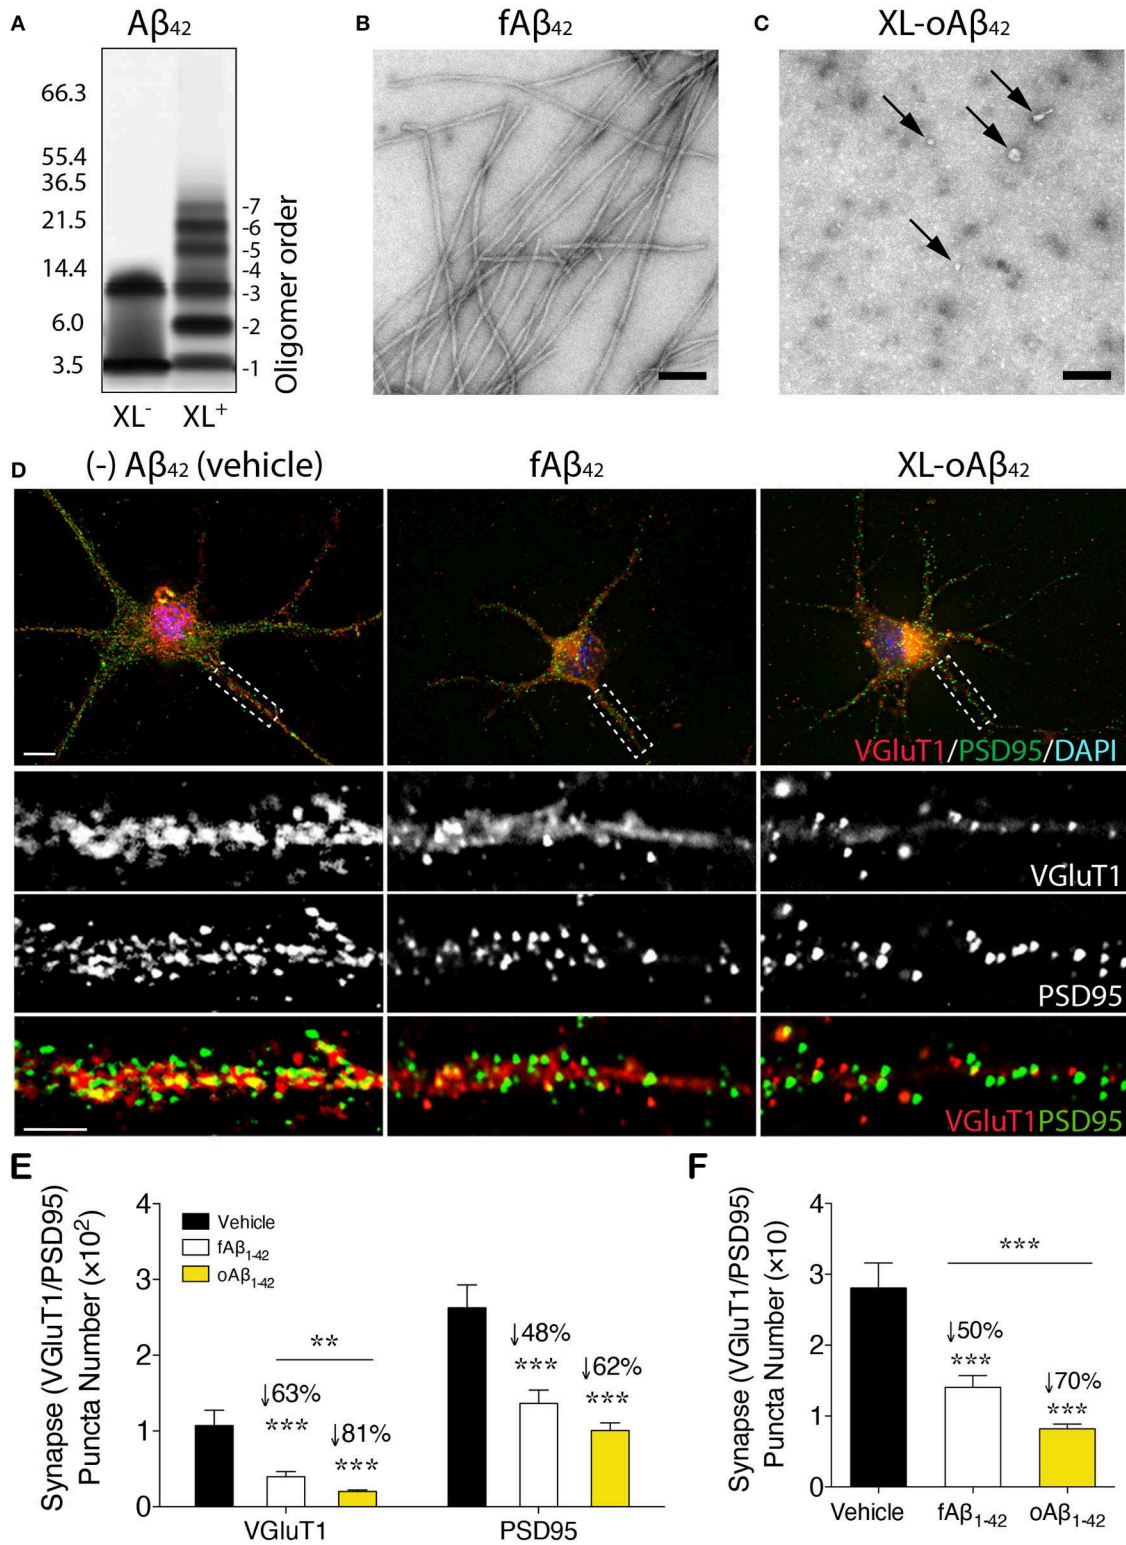 A
Aβ₄₂
B
fAβ₄₂
C
XL-oAβ₄₂
66.3
55.4
36.5
21.5
14.4
6.0
3.5
-7
-6
-5
-4
-3
-2
-1
Oligomer order
XL⁻
XL⁺
D
(-) Aβ₄₂ (vehicle)
fAβ₄₂
XL-oAβ₄₂
VGluT1/PSD95/DAPI
VGluT1
PSD95
VGluT1PSD95
E
Synapse (VGluT1/PSD95)
Puncta Number (×10²)
4
3
2
1
0
Vehicle
fAβ₁₋₄₂
oAβ₁₋₄₂
**
↓63%
***
↓81%
***
↓48%
***
↓62%
***
VGluT1
PSD95
F
Synapse (VGluT1/PSD95)
Puncta Number (×10)
4
3
2
1
0
***
↓50%
***
↓70%
***
Vehicle
fAβ₁₋₄₂
oAβ₁₋₄₂